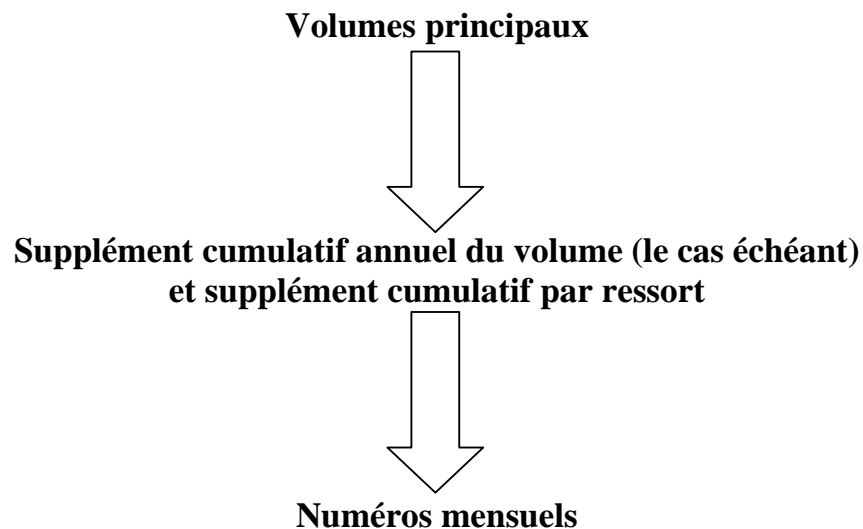 Volumes principaux
Supplément cumulatif annuel du volume (le cas échéant)
et supplément cumulatif par ressort
Numéros mensuels